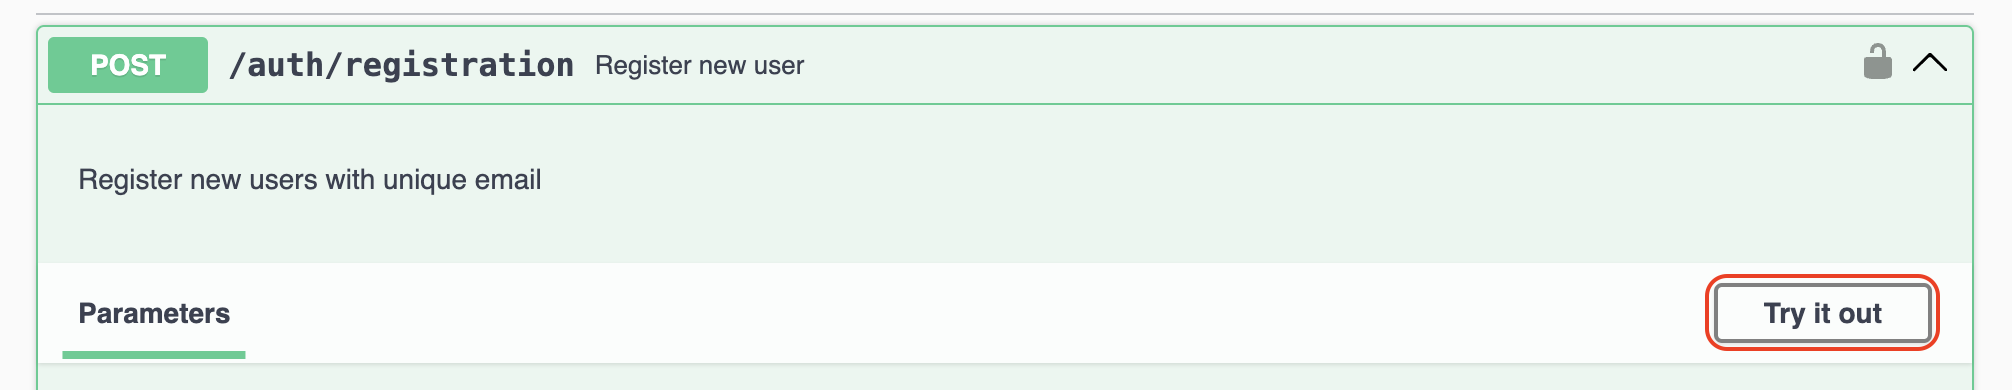 POST /auth/registration Register new user
Register new users with unique email
Parameters Try it out